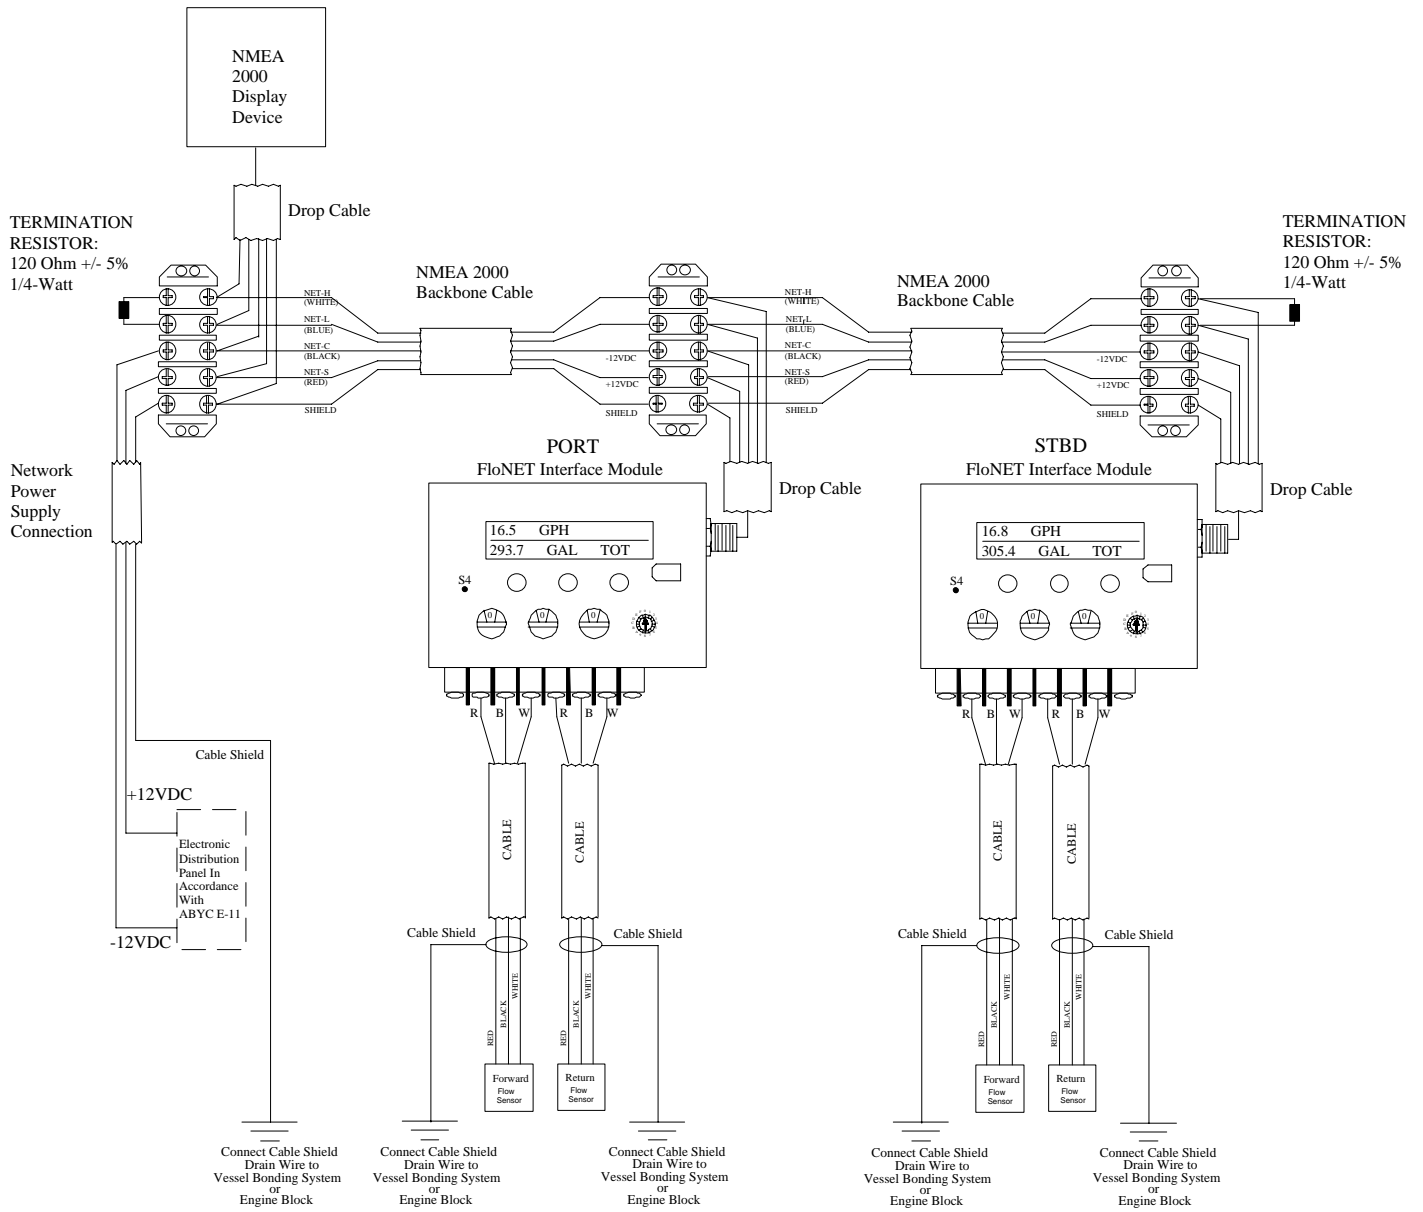 NMEA
2000
Display
Device
Drop Cable
TERMINATION
RESISTOR:
120 Ohm +/- 5%
1/4-Watt
NMEA 2000
Backbone Cable
NMEA 2000
Backbone Cable
TERMINATION
RESISTOR:
120 Ohm +/- 5%
1/4-Watt
NET-H
(WHITE)
NET-L
(BLUE)
NET-C
(BLACK)
NET-S
(RED)
SHIELD
-12VDC
+12VDC
SHIELD
NET-H
(WHITE)
NET-L
(BLUE)
NET-C
(BLACK)
NET-S
(RED)
SHIELD
-12VDC
+12VDC
SHIELD
Network
Power
Supply
Connection
PORT
FloNET Interface Module
Drop Cable
STBD
FloNET Interface Module
Drop Cable
16.5 GPH
293.7 GAL TOT
S4
0 0 0
R B W R B W
16.8 GPH
305.4 GAL TOT
S4
0 0 0
R B W R B W
Cable Shield
+12VDC
Electronic
Distribution
Panel In
Accordance
With
ABYC E-11
-12VDC
CABLE
CABLE
CABLE
CABLE
Cable Shield
Cable Shield
Cable Shield
Cable Shield
RED
BLACK
WHITE
RED
BLACK
WHITE
RED
BLACK
WHITE
RED
BLACK
WHITE
Forward
Flow
Sensor
Return
Flow
Sensor
Forward
Flow
Sensor
Return
Flow
Sensor
Connect Cable Shield
Drain Wire to
Vessel Bonding System
or
Engine Block
Connect Cable Shield
Drain Wire to
Vessel Bonding System
or
Engine Block
Connect Cable Shield
Drain Wire to
Vessel Bonding System
or
Engine Block
Connect Cable Shield
Drain Wire to
Vessel Bonding System
or
Engine Block
Connect Cable Shield
Drain Wire to
Vessel Bonding System
or
Engine Block